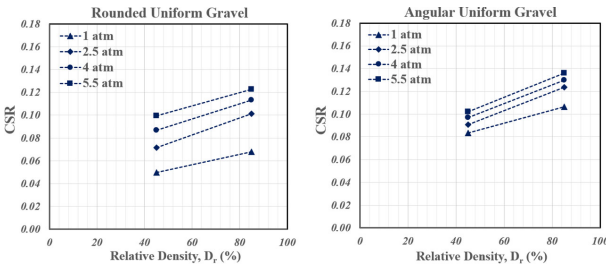 Rounded Uniform Gravel
0.18
0.16
0.14
0.12
0.10
0.08
0.06
0.04
0.02
0.00
CSR
1 atm
2.5 atm
4 atm
5.5 atm
0 20 40 60 80 100
Relative Density, Dr (%)
Angular Uniform Gravel
0.18
0.16
0.14
0.12
0.10
0.08
0.06
0.04
0.02
0.00
CSR
1 atm
2.5 atm
4 atm
5.5 atm
0 20 40 60 80 100
Relative Density, Dr (%)